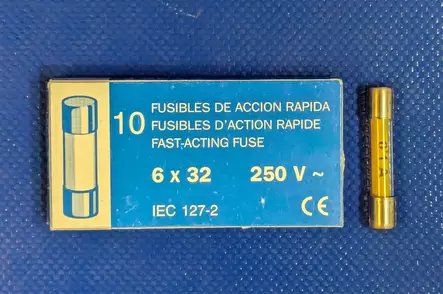 10
FUSIBLES DE ACCION RAPIDA
FUSIBLES D'ACTION RAPIDE
FAST-ACTING FUSE
6 x 32 250 V ~
IEC 127-2 CE